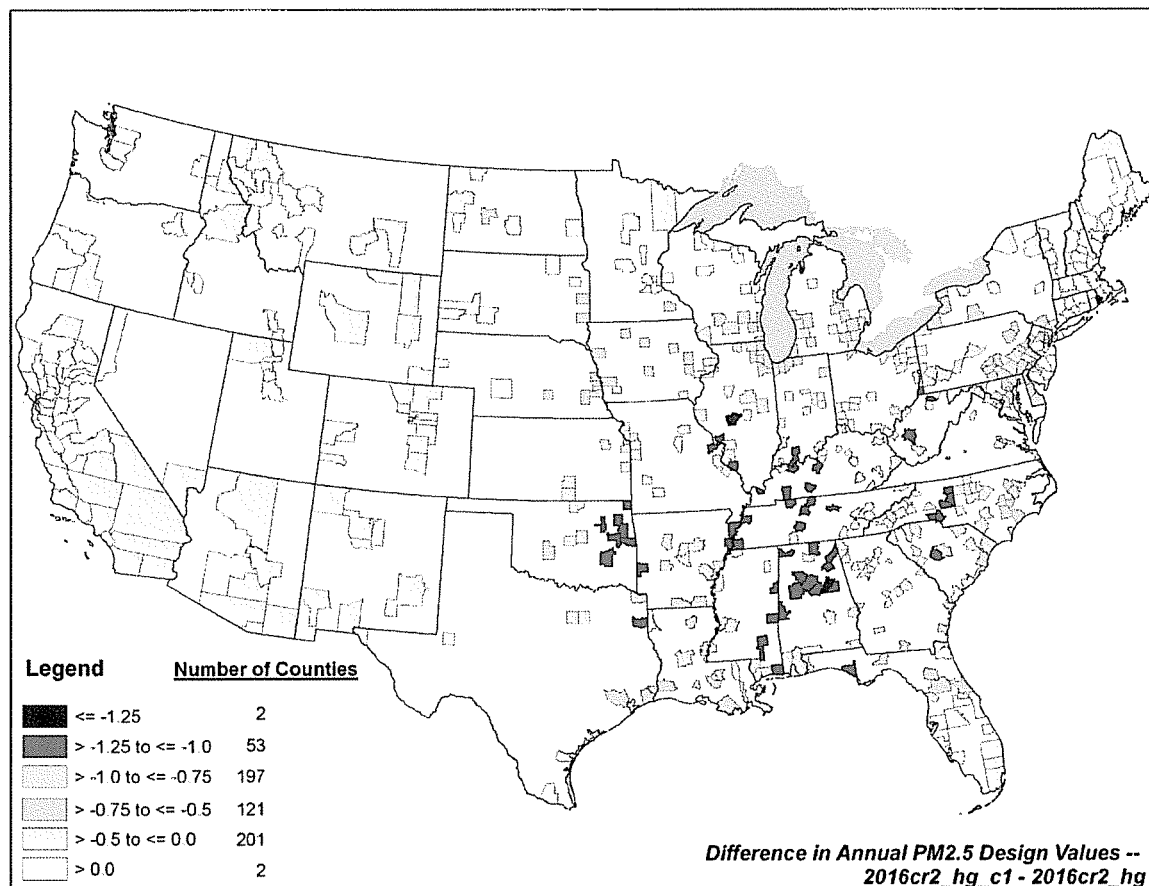 Legend Number of Counties
<= -1.25 2
> -1.25 to <= -1.0 53
> -1.0 to <= -0.75 197
> -0.75 to <= -0.5 121
> -0.5 to <= 0.0 201
> 0.0 2
Difference in Annual PM2.5 Design Values --
2016cr2_hg_c1 - 2016cr2_hg